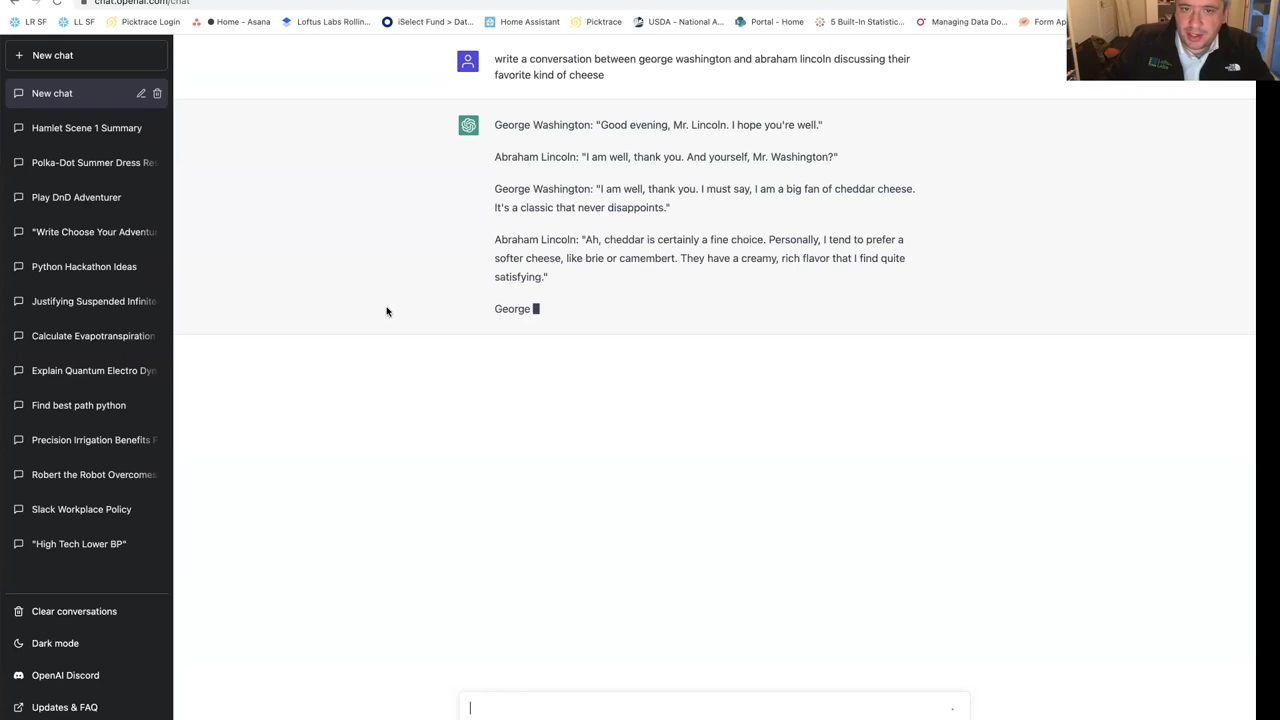 chat.openai.com/chat
LR SF
LL SF
Picktrace Login
Home - Asana
Loftus Labs Rollin...
iSelect Fund > Dat...
Home Assistant
Picktrace
USDA - National A...
Portal - Home
5 Built-In Statistic...
Managing Data Do...
Form Ap
New chat
New chat
Hamlet Scene 1 Summary
Polka-Dot Summer Dress Res
Play DnD Adventurer
"Write Choose Your Adventu
Python Hackathon Ideas
Justifying Suspended Infinite
Calculate Evapotranspiration
Explain Quantum Electro Dyn
Find best path python
Precision Irrigation Benefits P
Robert the Robot Overcomes
Slack Workplace Policy
"High Tech Lower BP"
Clear conversations
Dark mode
OpenAI Discord
Updates & FAQ
write a conversation between george washington and abraham lincoln discussing their
favorite kind of cheese
George Washington: "Good evening, Mr. Lincoln. I hope you're well."
Abraham Lincoln: "I am well, thank you. And yourself, Mr. Washington?"
George Washington: "I am well, thank you. I must say, I am a big fan of cheddar cheese.
It's a classic that never disappoints."
Abraham Lincoln: "Ah, cheddar is certainly a fine choice. Personally, I tend to prefer a
softer cheese, like brie or camembert. They have a creamy, rich flavor that I find quite
satisfying."
George